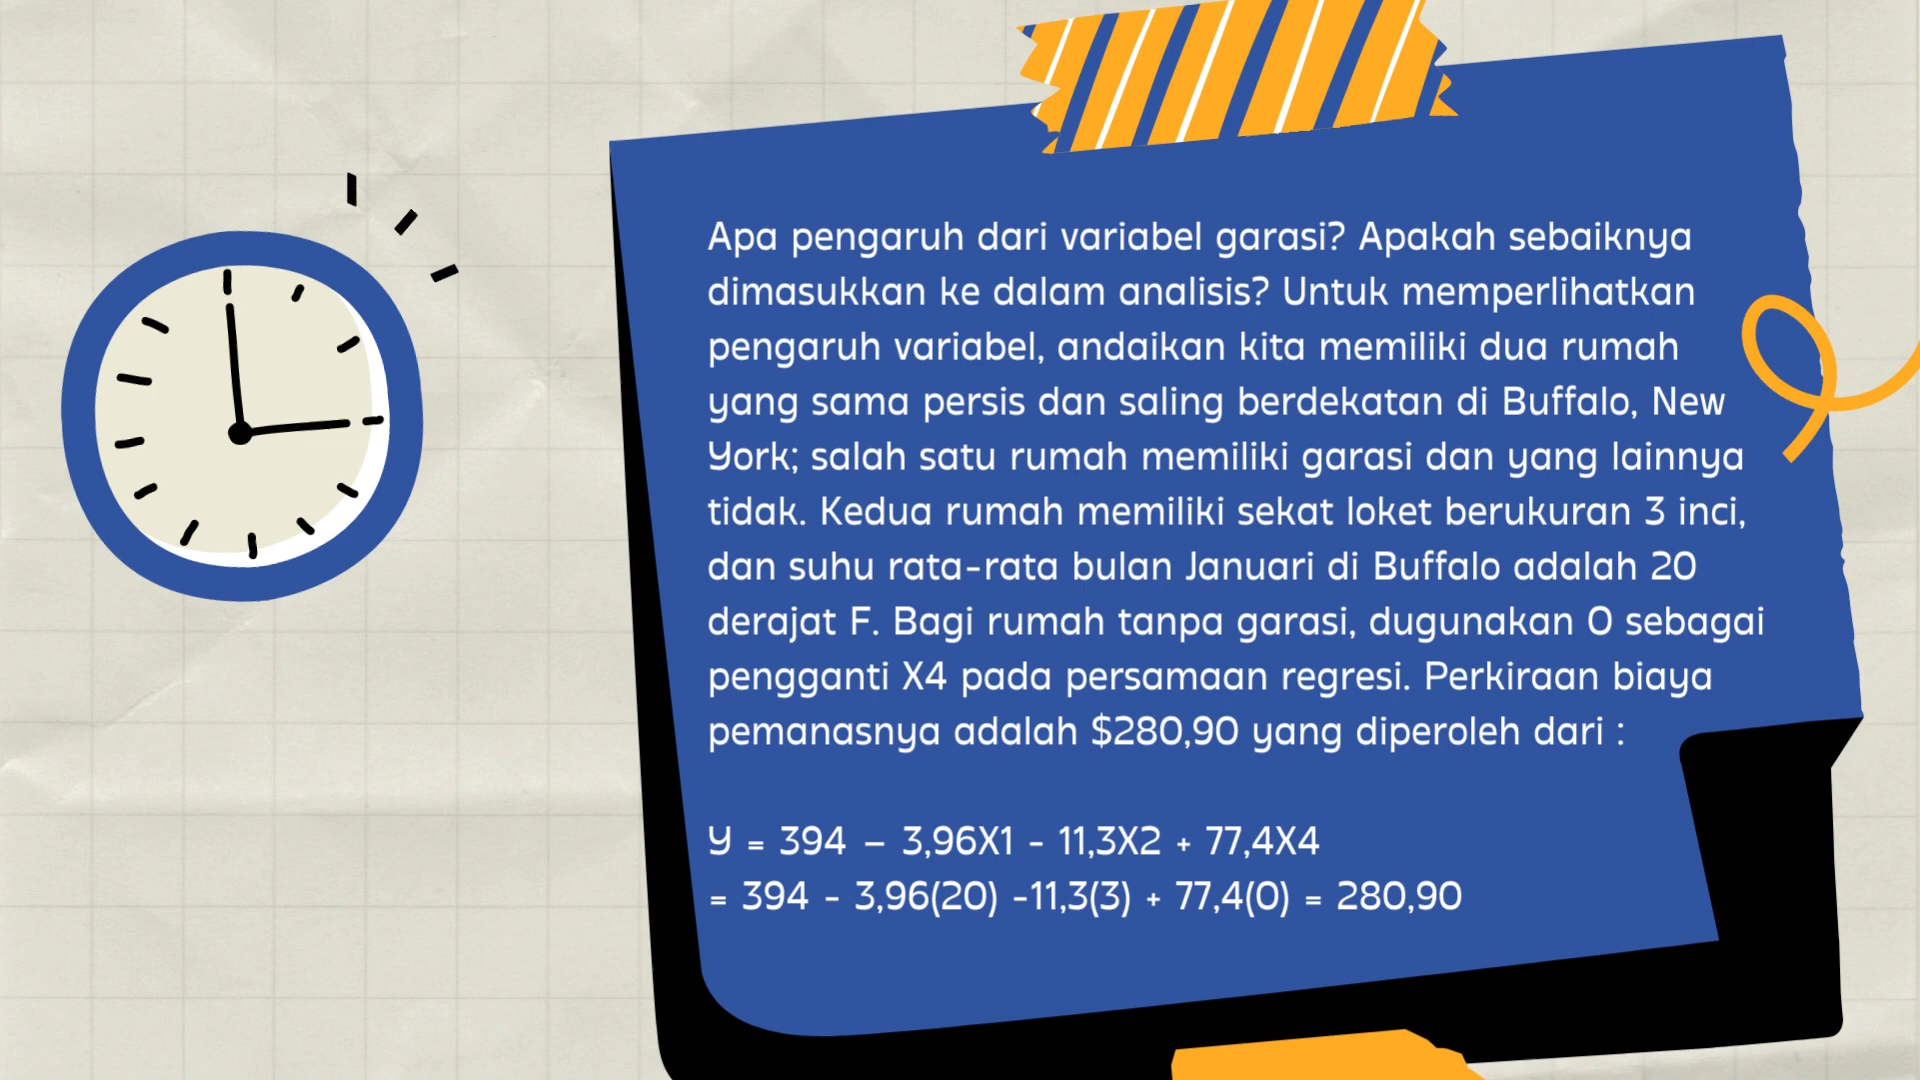 Apa pengaruh dari variabel garasi? Apakah sebaiknya
dimasukkan ke dalam analisis? Untuk memperlihatkan
pengaruh variabel, andaikan kita memiliki dua rumah
yang sama persis dan saling berdekatan di Buffalo, New
York; salah satu rumah memiliki garasi dan yang lainnya
tidak. Kedua rumah memiliki sekat loket berukuran 3 inci,
dan suhu rata-rata bulan Januari di Buffalo adalah 20
derajat F. Bagi rumah tanpa garasi, dugunakan 0 sebagai
pengganti X4 pada persamaan regresi. Perkiraan biaya
pemanasnya adalah $280,90 yang diperoleh dari :
Y = 394 – 3,96X1 - 11,3X2 + 77,4X4
= 394 - 3,96(20) -11,3(3) + 77,4(0) = 280,90